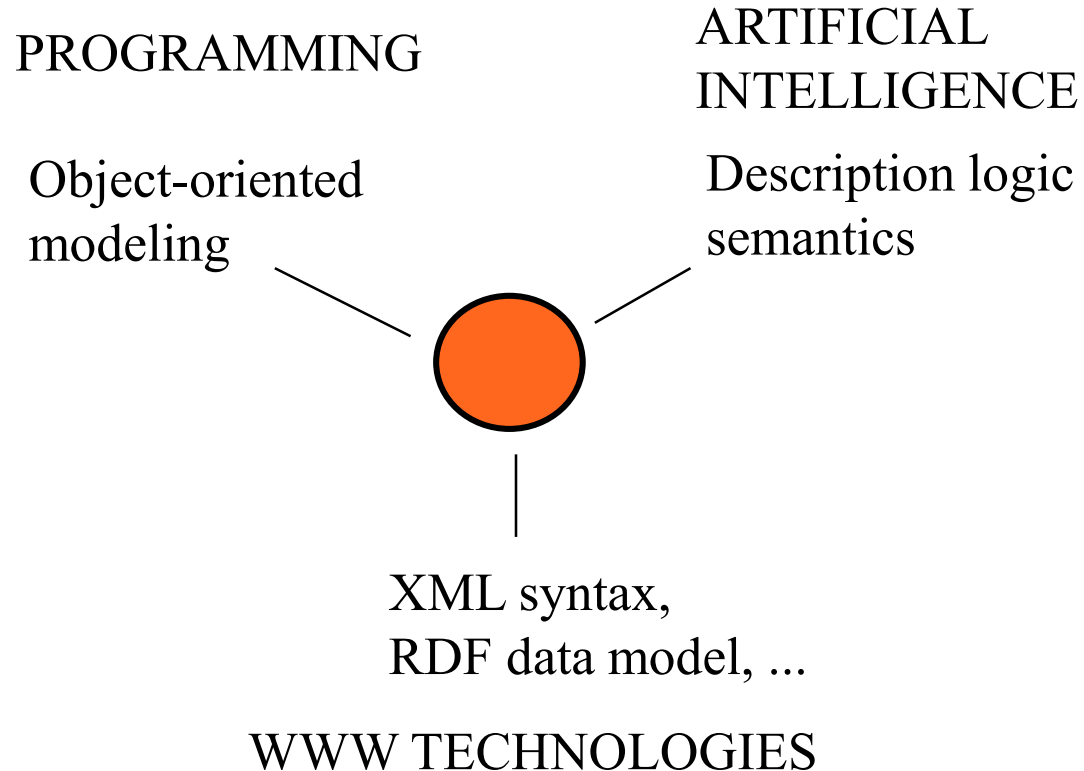 PROGRAMMING
Object-oriented
modeling
ARTIFICIAL
INTELLIGENCE
Description logic
semantics
XML syntax,
RDF data model, ...
WWW TECHNOLOGIES